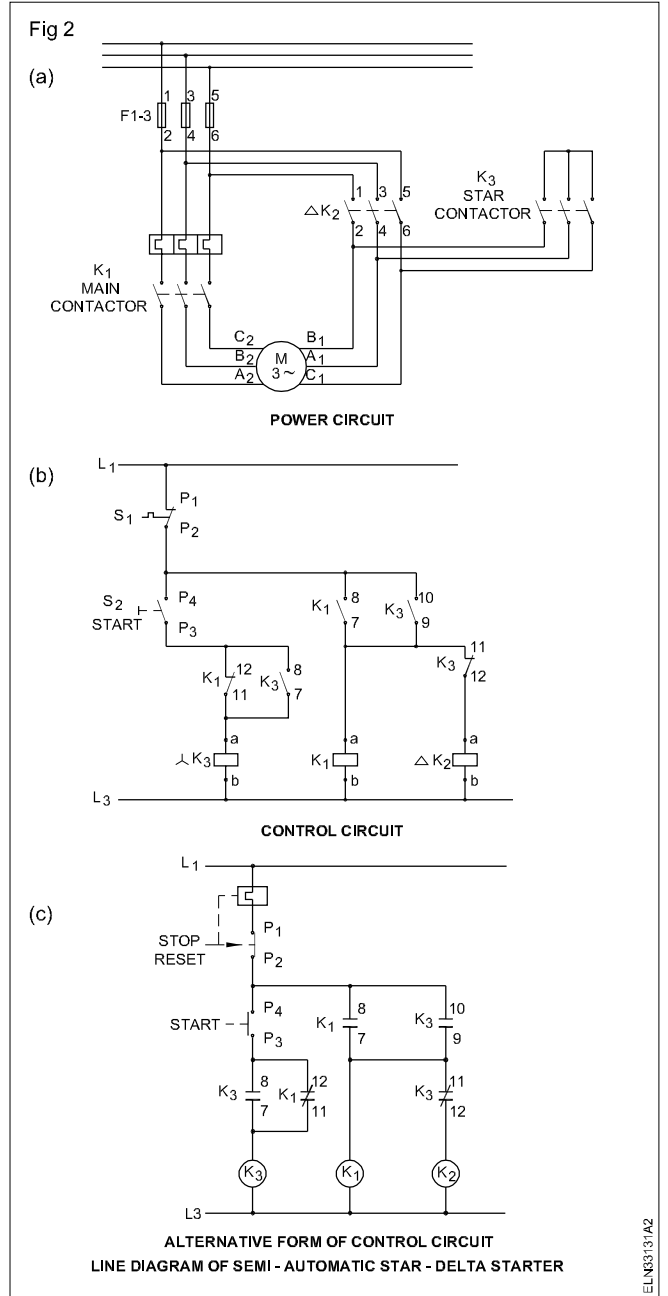 Fig 2
(a)
F1-3
1 3 5
2 4 6
K3
STAR
CONTACTOR
1 3 5
△K2
2 4 6
K1
MAIN
CONTACTOR
C2 B1
B2 M A1
A2 3~ C1
POWER CIRCUIT
(b)
L1
S1 P1
P2
S2 P4
START P3
K1 8
7
K3 10
9
K1 12
11
K3 8
7
K3 11
12
a a a
K3 K1 △K2
b b b
L3
CONTROL CIRCUIT
(c)
L1
STOP P1
RESET P2
START P4
P3
K1 8
7
K3 10
9
K3 8
7
K1 12
11
K3 11
12
K3 K1 K2
L3
ALTERNATIVE FORM OF CONTROL CIRCUIT
LINE DIAGRAM OF SEMI - AUTOMATIC STAR - DELTA STARTER
ELN33131A2